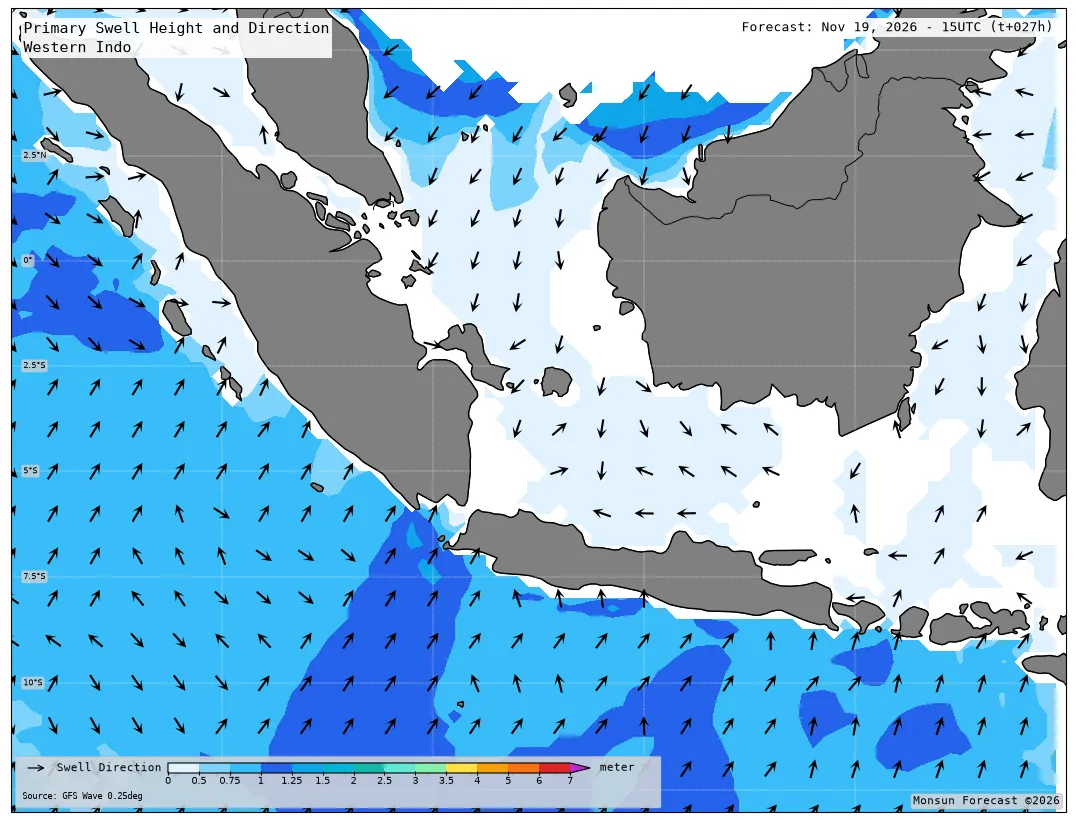 Primary Swell Height and Direction
Western Indo
Forecast: Nov 19, 2026 - 15UTC (t+027h)
2.5°N
0°
2.5°S
5°S
7.5°S
10°S
Swell Direction
0 0.5 0.75 1 1.25 1.5 2 2.5 3 3.5 4 5 6 7
meter
Source: GFS Wave 0.25deg
Monsun Forecast ©2026